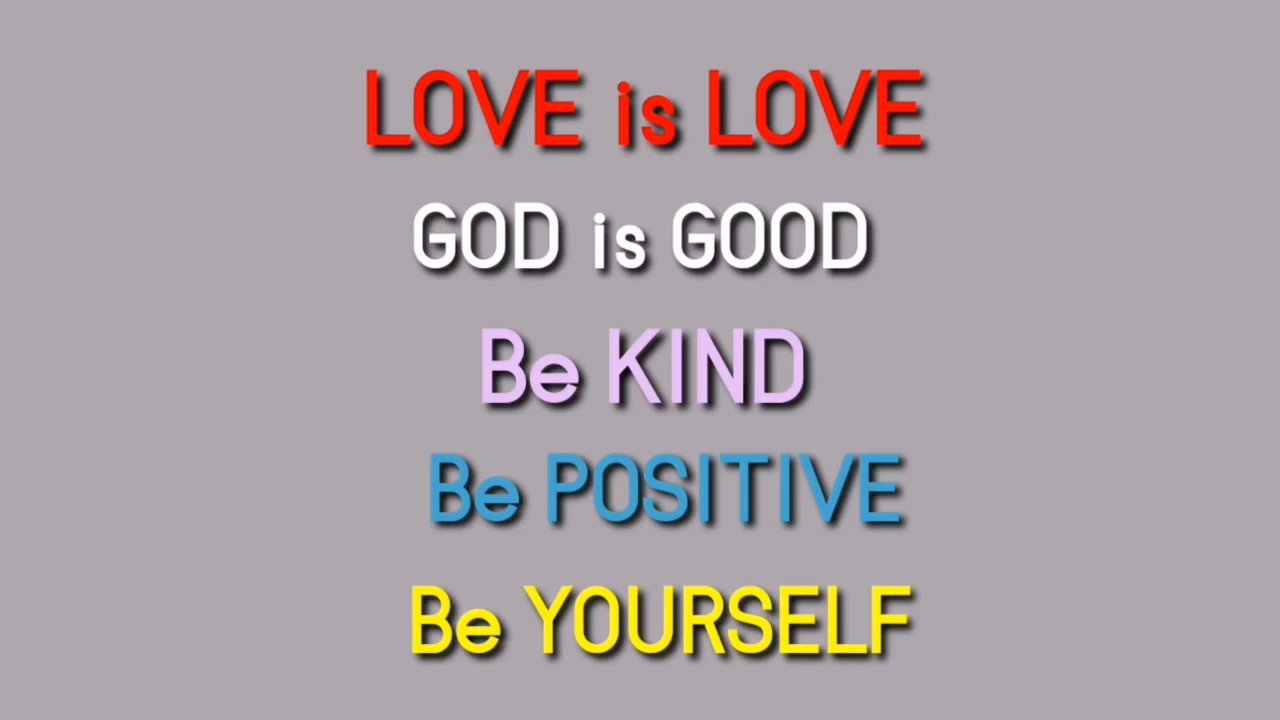 LOVE is LOVE
GOD is GOOD
Be KIND
Be POSITIVE
Be YOURSELF